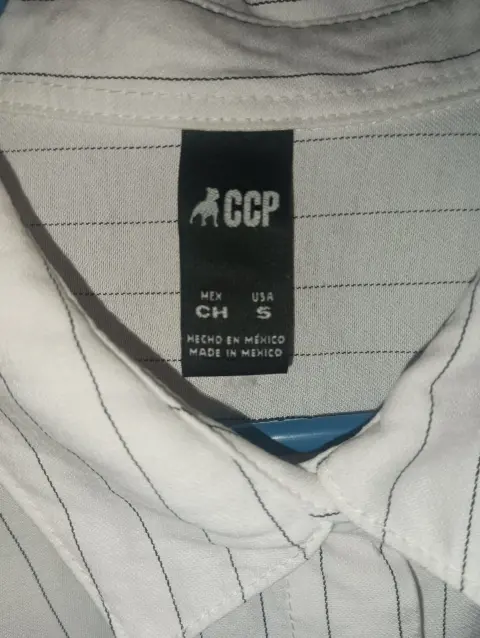 CCP
MEX USA
CH S
HECHO EN MÉXICO
MADE IN MEXICO